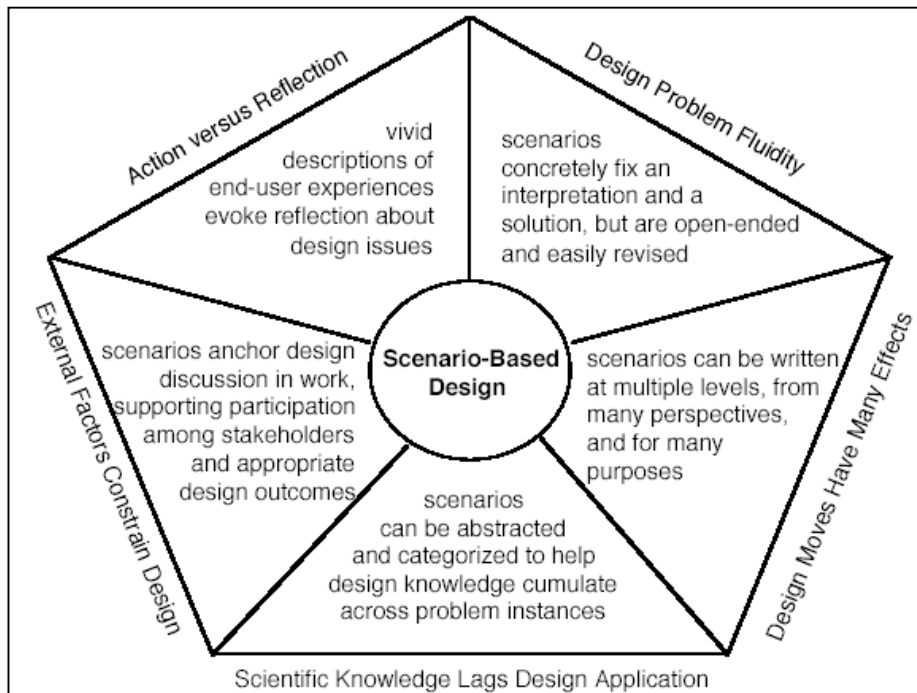 Action versus Reflection
Design Problem Fluidity
vivid
descriptions of
end-user experiences
evoke reflection about
design issues
scenarios
concretely fix an
interpretation and a
solution, but are open-ended
and easily revised
External Factors Constrain Design
scenarios anchor design
discussion in work,
supporting participation
among stakeholders
and appropriate
design outcomes
Scenario-Based
Design
scenarios can be written
at multiple levels, from
many perspectives,
and for many
purposes
Design Moves Have Many Effects
scenarios
can be abstracted
and categorized to help
design knowledge cumulate
across problem instances
Scientific Knowledge Lags Design Application